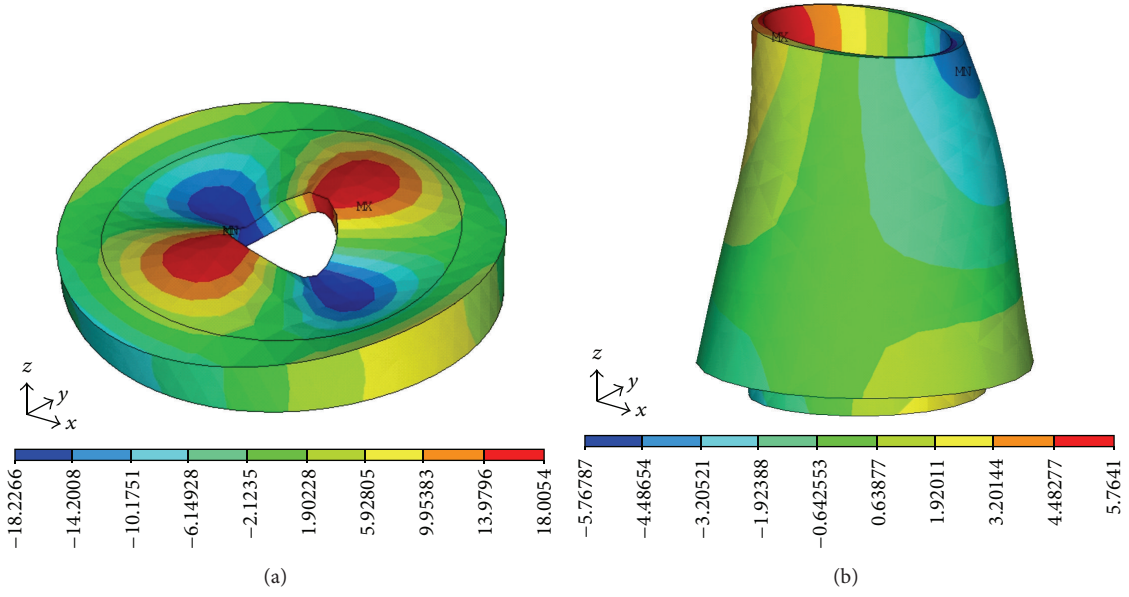 MX
MN
z
y
x
−18.2266
−14.2008
−10.1751
−6.14928
−2.12355
1.90228
5.92805
9.95383
13.9796
18.0054
(a)
MX
MN
z
y
x
−5.76787
−4.48654
−3.20521
−1.92388
−0.642553
0.63877
1.92011
3.20144
4.48277
5.7641
(b)